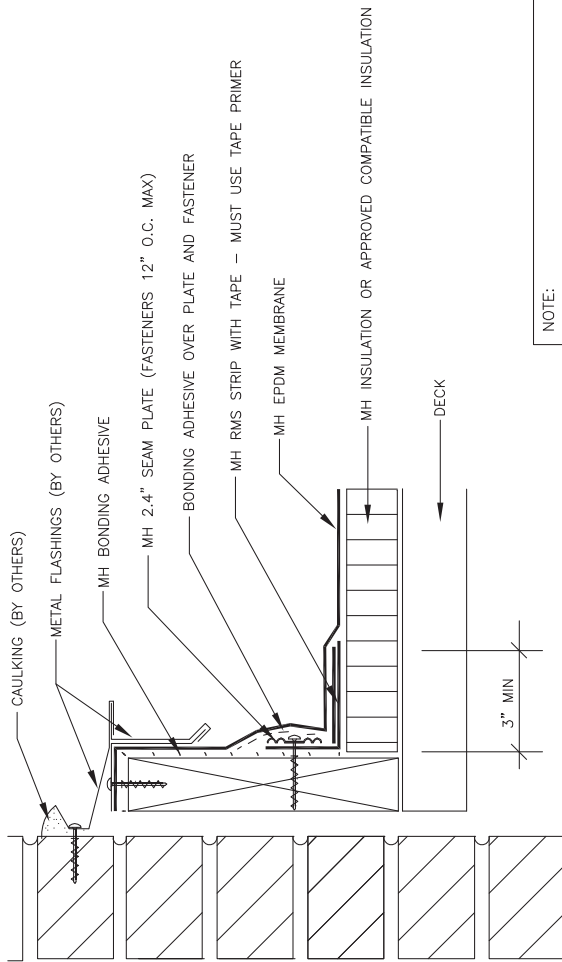 CAULKING (BY OTHERS)
METAL FLASHINGS (BY OTHERS)
MH BONDING ADHESIVE
MH 2.4" SEAM PLATE (FASTENERS 12" O.C. MAX)
BONDING ADHESIVE OVER PLATE AND FASTENER
MH RMS STRIP WITH TAPE – MUST USE TAPE PRIMER
MH EPDM MEMBRANE
MH INSULATION OR APPROVED COMPATIBLE INSULATION
DECK
3" MIN
NOTE: